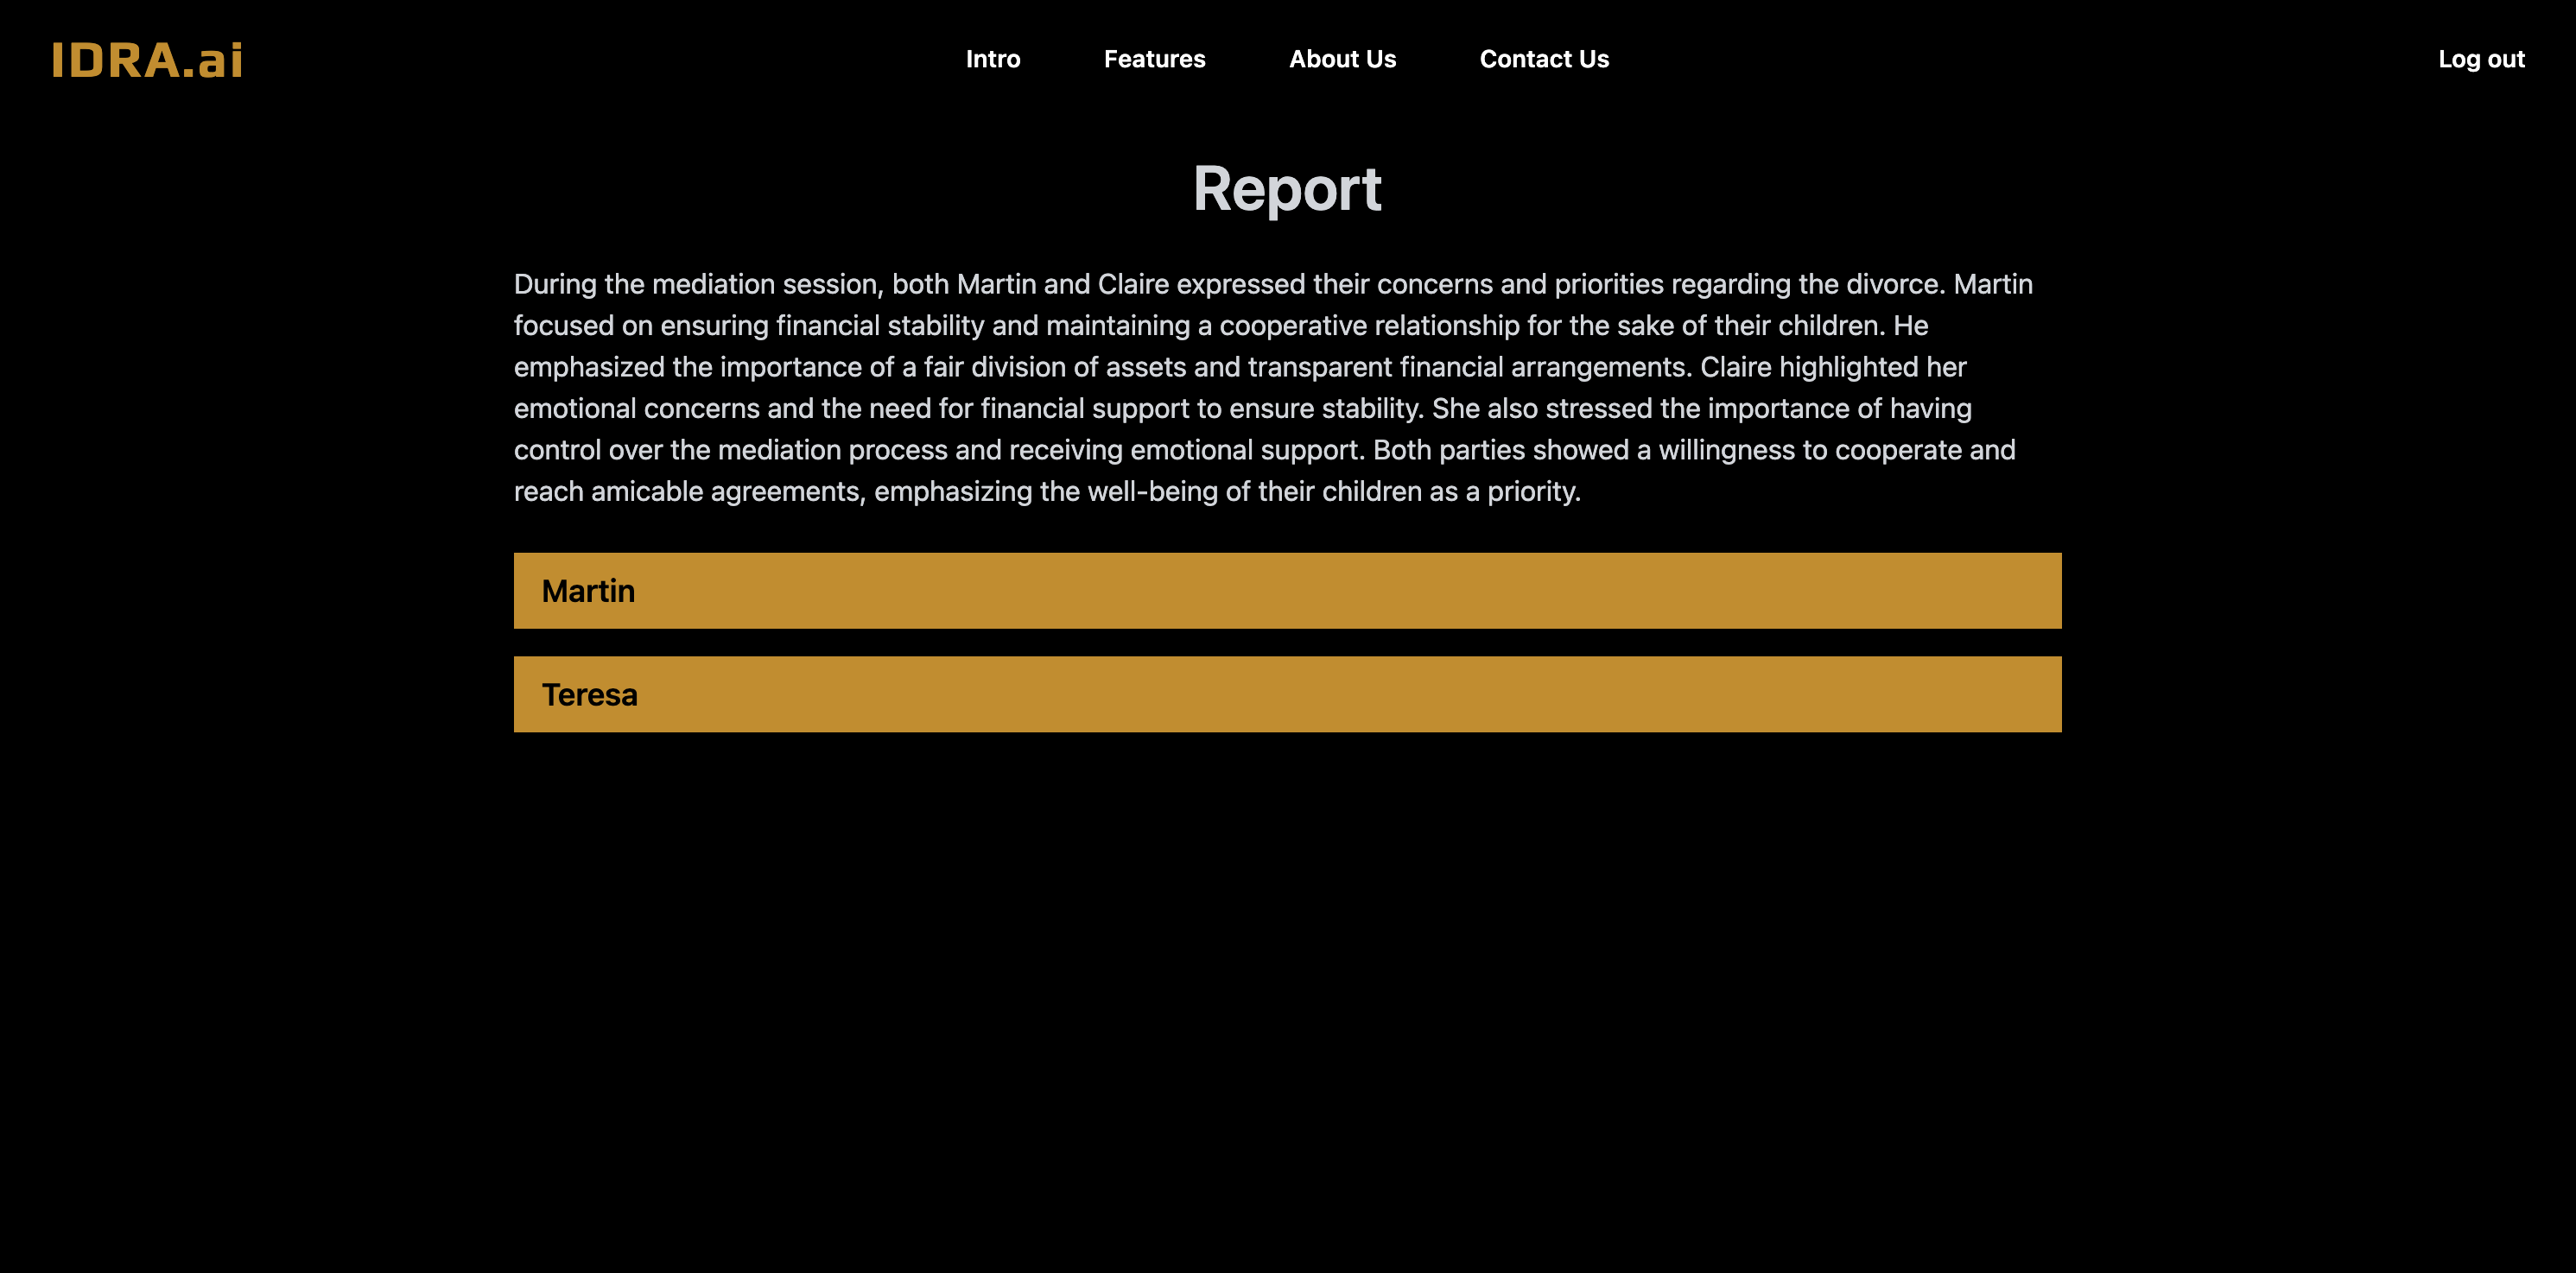 IDRA.ai
Intro
Features
About Us
Contact Us
Log out
Report
During the mediation session, both Martin and Claire expressed their concerns and priorities regarding the divorce. Martin
focused on ensuring financial stability and maintaining a cooperative relationship for the sake of their children. He
emphasized the importance of a fair division of assets and transparent financial arrangements. Claire highlighted her
emotional concerns and the need for financial support to ensure stability. She also stressed the importance of having
control over the mediation process and receiving emotional support. Both parties showed a willingness to cooperate and
reach amicable agreements, emphasizing the well-being of their children as a priority.
Martin
Teresa